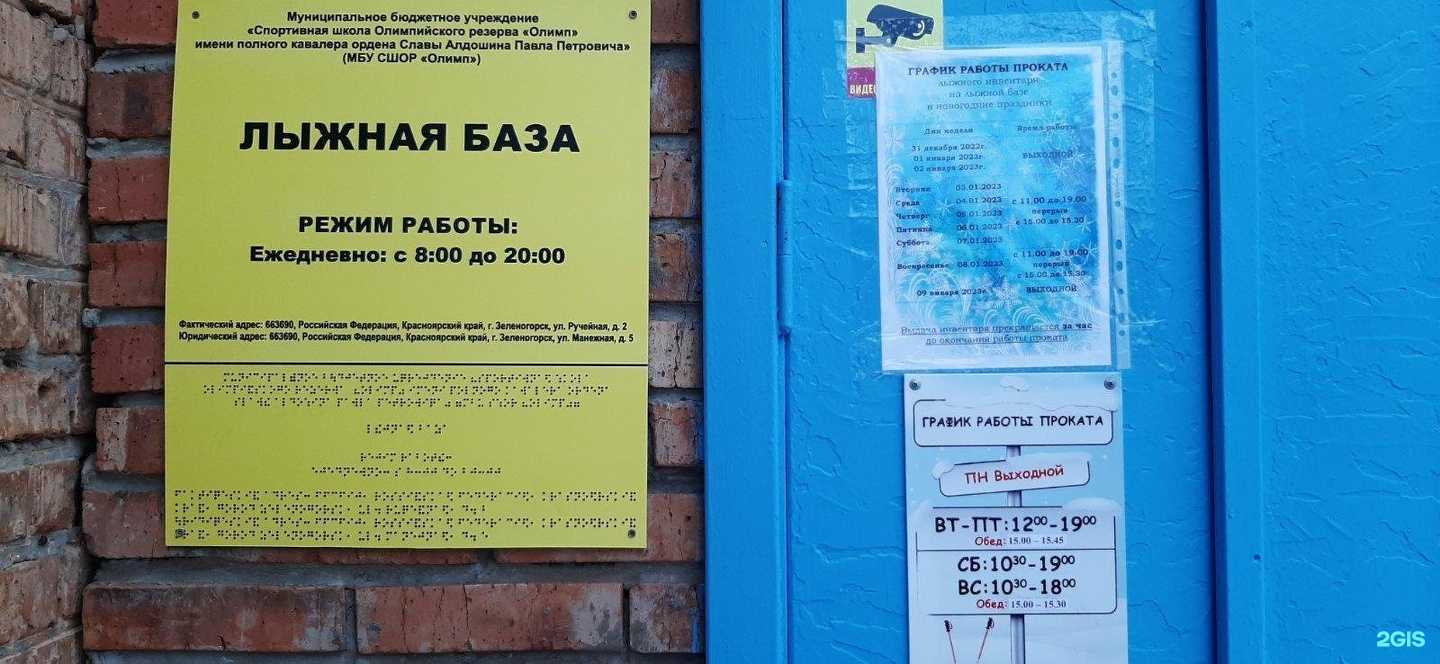 Муниципальное бюджетное учреждение
«Спортивная школа Олимпийского резерва «Олимп»
имени полного кавалера ордена Славы Алдошина Павла Петровича»
(МБУ СШОР «Олимп»)
ЛЫЖНАЯ БАЗА
РЕЖИМ РАБОТЫ:
Ежедневно: с 8:00 до 20:00
Фактический адрес: 663690, Российская Федерация, Красноярский край, г. Зеленогорск, ул. Ручейная, д. 2
Юридический адрес: 663690, Российская Федерация, Красноярский край, г. Зеленогорск, ул. Манежная, д. 5
ВИДЕО
ГРАФИК РАБОТЫ ПРОКАТА
лыжного инвентаря
на лыжной базе
в новогодние праздники
Дни недели Время работы
31 декабря 2022г.
01 января 2023г. ВЫХОДНОЙ
02 января 2023г.
Вторник 03.01.2023
Среда 04.01.2023 с 11.00 до 19.00
Четверг 05.01.2023 перерыв
Пятница 06.01.2023 с 15.00 до 15.30
Суббота 07.01.2023
с 11.00 до 19.00
Воскресенье 08.01.2023 перерыв
с 15.00 до 15.30
09 января 2023г. ВЫХОДНОЙ
Выдача инвентаря прекращается за час
до окончания работы проката
ГРАФИК РАБОТЫ ПРОКАТА
ПН Выходной
ВТ-ПТ:12⁰⁰-19⁰⁰
Обед: 15.00 – 15.45
СБ:10³⁰-19⁰⁰
ВС:10³⁰-18⁰⁰
Обед: 15.00 – 15.30
2GIS